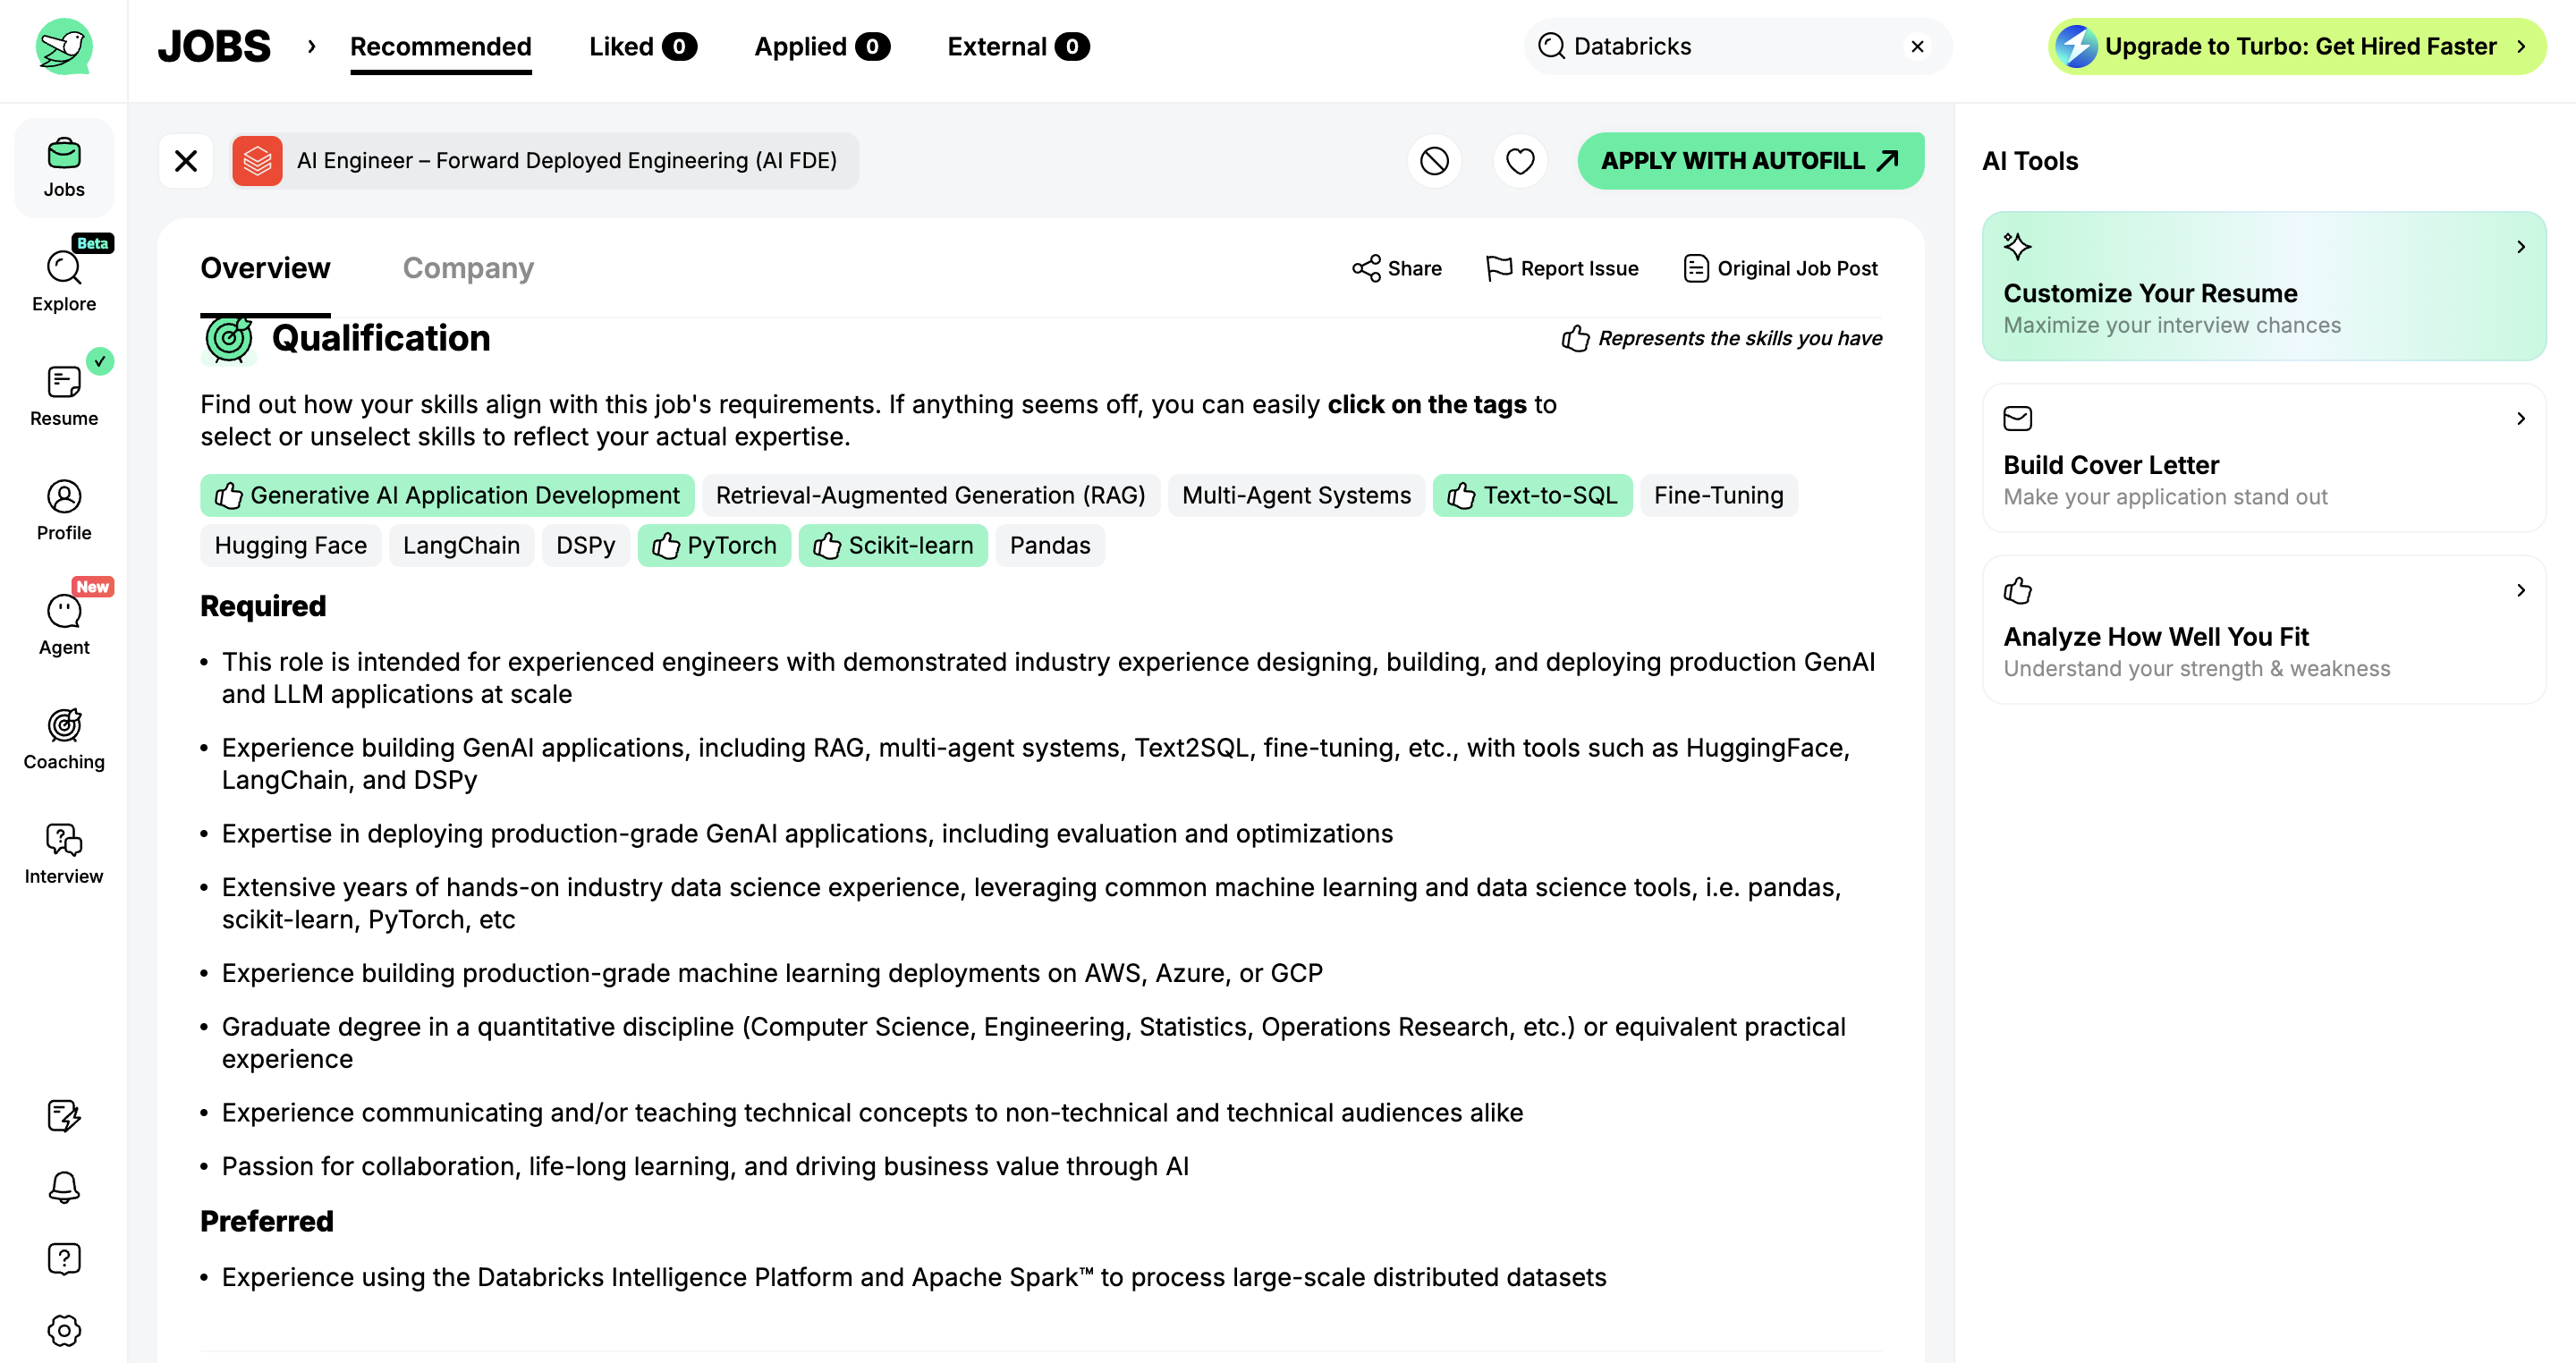 JOBS
Recommended
Liked 0
Applied 0
External 0
Databricks
Upgrade to Turbo: Get Hired Faster
Jobs
Beta
Explore
Resume
Profile
New
Agent
Coaching
Interview
AI Engineer – Forward Deployed Engineering (AI FDE)
APPLY WITH AUTOFILL
Overview
Company
Share
Report Issue
Original Job Post
Qualification
Represents the skills you have
Find out how your skills align with this job's requirements. If anything seems off, you can easily click on the tags to
select or unselect skills to reflect your actual expertise.
Generative AI Application Development
Retrieval-Augmented Generation (RAG)
Multi-Agent Systems
Text-to-SQL
Fine-Tuning
Hugging Face
LangChain
DSPy
PyTorch
Scikit-learn
Pandas
Required
• This role is intended for experienced engineers with demonstrated industry experience designing, building, and deploying production GenAI
and LLM applications at scale
• Experience building GenAI applications, including RAG, multi-agent systems, Text2SQL, fine-tuning, etc., with tools such as HuggingFace,
LangChain, and DSPy
• Expertise in deploying production-grade GenAI applications, including evaluation and optimizations
• Extensive years of hands-on industry data science experience, leveraging common machine learning and data science tools, i.e. pandas,
scikit-learn, PyTorch, etc
• Experience building production-grade machine learning deployments on AWS, Azure, or GCP
• Graduate degree in a quantitative discipline (Computer Science, Engineering, Statistics, Operations Research, etc.) or equivalent practical
experience
• Experience communicating and/or teaching technical concepts to non-technical and technical audiences alike
• Passion for collaboration, life-long learning, and driving business value through AI
Preferred
• Experience using the Databricks Intelligence Platform and Apache Spark™ to process large-scale distributed datasets
AI Tools
Customize Your Resume
Maximize your interview chances
Build Cover Letter
Make your application stand out
Analyze How Well You Fit
Understand your strength & weakness